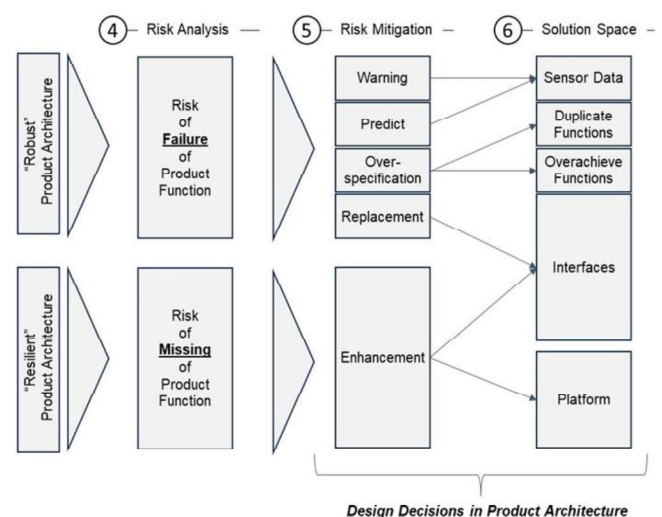 4 – Risk Analysis –
5 – Risk Mitigation –
6 – Solution Space –
"Robust"
Product Architecture
Risk
of
Failure
of
Product
Function
Warning
Predict
Over-
specification
Replacement
Sensor Data
Duplicate
Functions
Overachieve
Functions
Interfaces
"Resilient"
Product Architecture
Risk
of
Missing
of
Product
Function
Enhancement
Platform
Design Decisions in Product Architecture